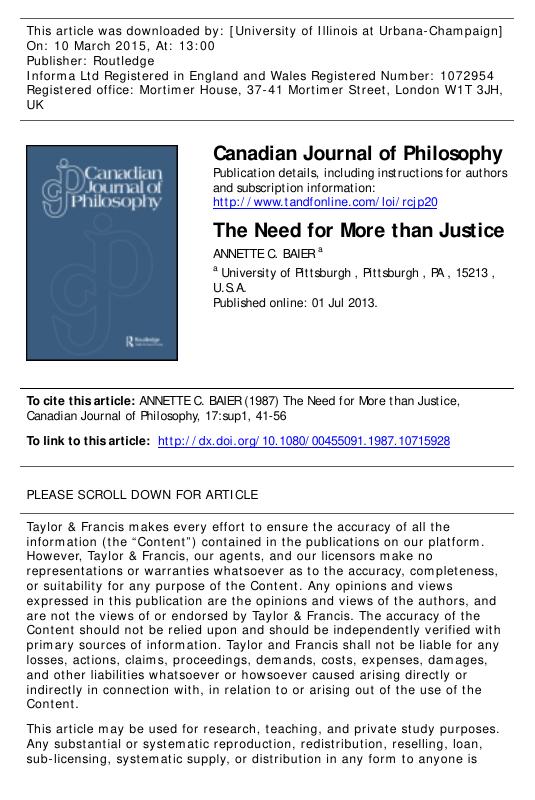 This article was downloaded by: [University of Illinois at Urbana-Champaign]
On: 10 March 2015, At: 13:00
Publisher: Routledge
Informa Ltd Registered in England and Wales Registered Number: 1072954
Registered office: Mortimer House, 37-41 Mortimer Street, London W1T 3JH,
UK
Canadian
Journal of
Philosophy
Routledge
Canadian Journal of Philosophy
Publication details, including instructions for authors
and subscription information:
http://www.tandfonline.com/loi/rcjp20
The Need for More than Justice
ANNETTE C. BAIER a
a University of Pittsburgh , Pittsburgh , PA , 15213 ,
U.S.A.
Published online: 01 Jul 2013.
To cite this article: ANNETTE C. BAIER (1987) The Need for More than Justice,
Canadian Journal of Philosophy, 17:sup1, 41-56
To link to this article: http://dx.doi.org/10.1080/00455091.1987.10715928
PLEASE SCROLL DOWN FOR ARTICLE
Taylor & Francis makes every effort to ensure the accuracy of all the
information (the “Content”) contained in the publications on our platform.
However, Taylor & Francis, our agents, and our licensors make no
representations or warranties whatsoever as to the accuracy, completeness,
or suitability for any purpose of the Content. Any opinions and views
expressed in this publication are the opinions and views of the authors, and
are not the views of or endorsed by Taylor & Francis. The accuracy of the
Content should not be relied upon and should be independently verified with
primary sources of information. Taylor and Francis shall not be liable for any
losses, actions, claims, proceedings, demands, costs, expenses, damages,
and other liabilities whatsoever or howsoever caused arising directly or
indirectly in connection with, in relation to or arising out of the use of the
Content.
This article may be used for research, teaching, and private study purposes.
Any substantial or systematic reproduction, redistribution, reselling, loan,
sub-licensing, systematic supply, or distribution in any form to anyone is